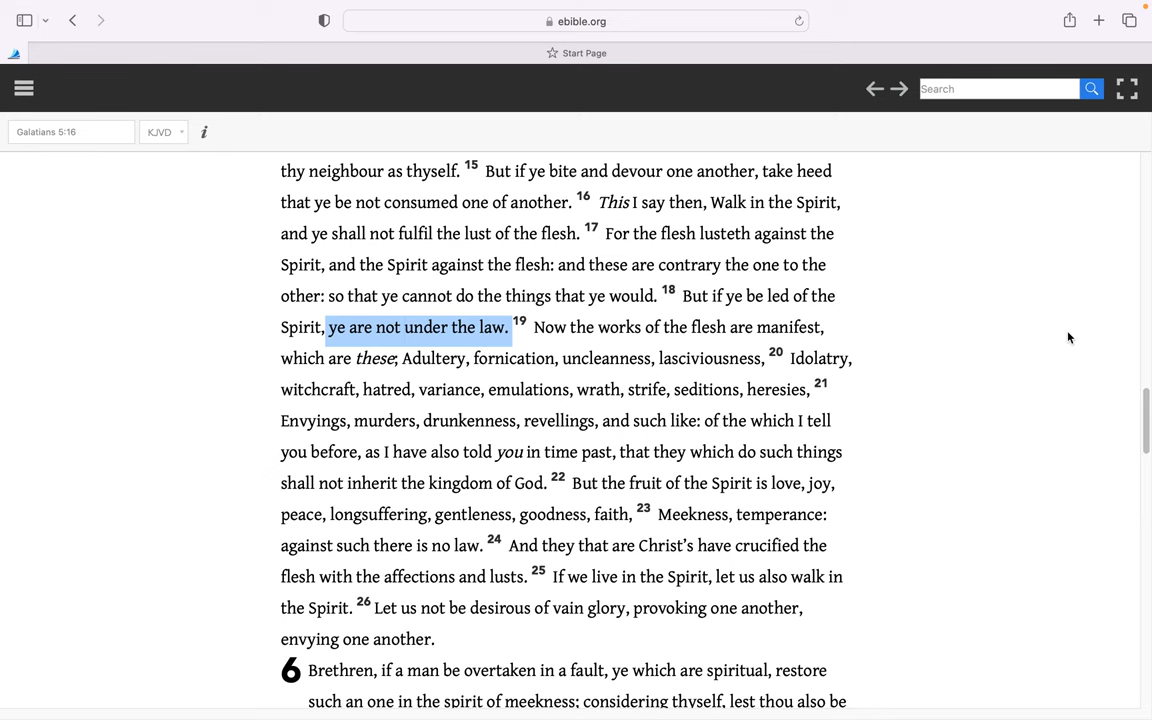 ebible.org
Start Page
Search
Galatians 5:16
KJVD
i
thy neighbour as thyself. 15 But if ye bite and devour one another, take heed
that ye be not consumed one of another. 16 This I say then, Walk in the Spirit,
and ye shall not fulfil the lust of the flesh. 17 For the flesh lusteth against the
Spirit, and the Spirit against the flesh: and these are contrary the one to the
other: so that ye cannot do the things that ye would. 18 But if ye be led of the
Spirit, ye are not under the law. 19 Now the works of the flesh are manifest,
which are these; Adultery, fornication, uncleanness, lasciviousness, 20 Idolatry,
witchcraft, hatred, variance, emulations, wrath, strife, seditions, heresies, 21
Envyings, murders, drunkenness, revellings, and such like: of the which I tell
you before, as I have also told you in time past, that they which do such things
shall not inherit the kingdom of God. 22 But the fruit of the Spirit is love, joy,
peace, longsuffering, gentleness, goodness, faith, 23 Meekness, temperance:
against such there is no law. 24 And they that are Christ’s have crucified the
flesh with the affections and lusts. 25 If we live in the Spirit, let us also walk in
the Spirit. 26 Let us not be desirous of vain glory, provoking one another,
envying one another.
6 Brethren, if a man be overtaken in a fault, ye which are spiritual, restore
such an one in the spirit of meekness; considering thyself, lest thou also be